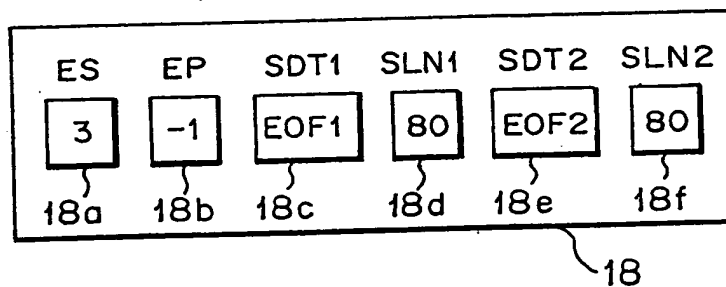 ES EP SDT1 SLN1 SDT2 SLN2
3 -1 EOF1 80 EOF2 80
18a 18b 18c 18d 18e 18f
18